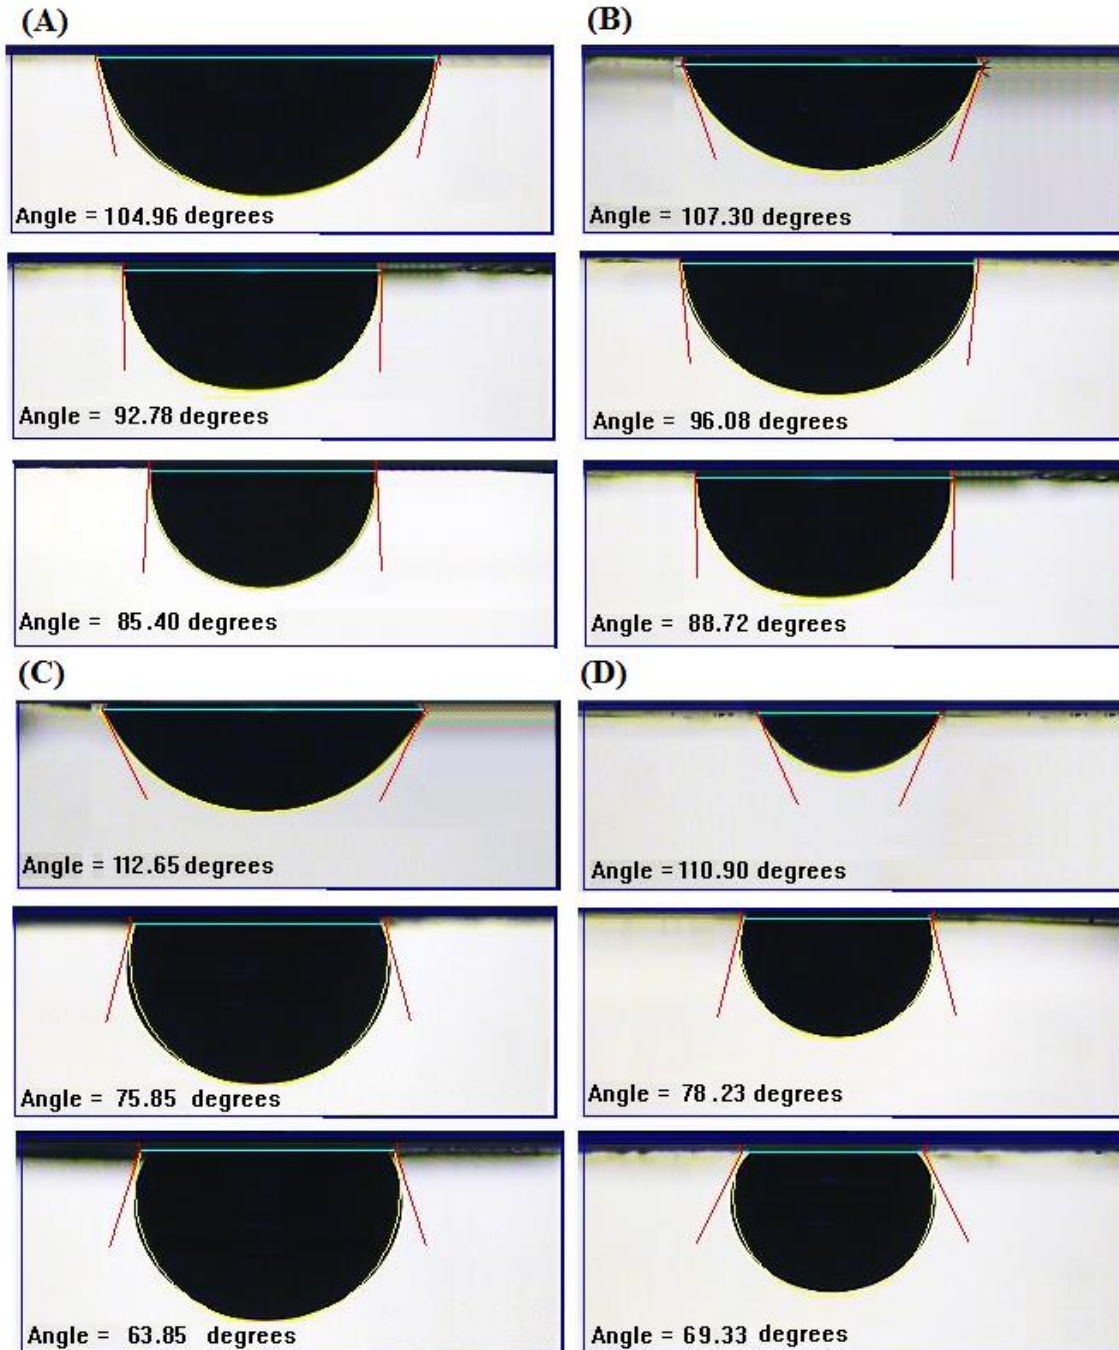 (A)
Angle = 104.96 degrees
Angle = 92.78 degrees
Angle = 85.40 degrees
(B)
Angle = 107.30 degrees
Angle = 96.08 degrees
Angle = 88.72 degrees
(C)
Angle = 112.65 degrees
Angle = 75.85 degrees
Angle = 63.85 degrees
(D)
Angle = 110.90 degrees
Angle = 78.23 degrees
Angle = 69.33 degrees